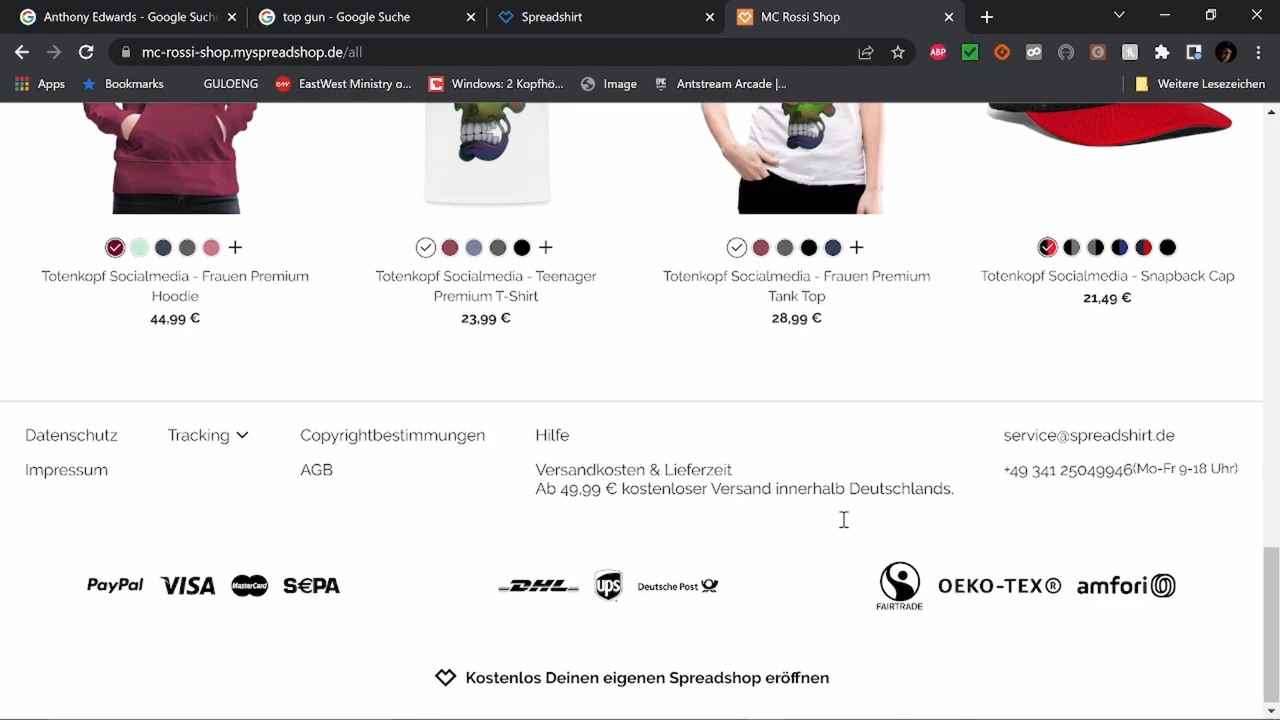 Anthony Edwards - Google Suche
top gun - Google Suche
Spreadshirt
MC Rossi Shop
mc-rossi-shop.myspreadshop.de/all
ABP
Apps
Bookmarks
GULOENG
EastWest Ministry o...
Windows: 2 Kopfhö...
Image
Antstream Arcade |...
Weitere Lesezeichen
Totenkopf Socialmedia - Frauen Premium
Hoodie
44,99 €
Totenkopf Socialmedia - Teenager
Premium T-Shirt
23,99 €
Totenkopf Socialmedia - Frauen Premium
Tank Top
28,99 €
Totenkopf Socialmedia - Snapback Cap
21,49 €
Datenschutz
Tracking
Copyrightbestimmungen
Hilfe
service@spreadshirt.de
Impressum
AGB
Versandkosten & Lieferzeit
Ab 49,99 € kostenloser Versand innerhalb Deutschlands.
+49 341 25049946(Mo-Fr 9-18 Uhr)
PayPal
VISA
MasterCard
S€PA
DHL
ups
Deutsche Post
FAIRTRADE
OEKO-TEX®
amfori
Kostenlos Deinen eigenen Spreadshop eröffnen